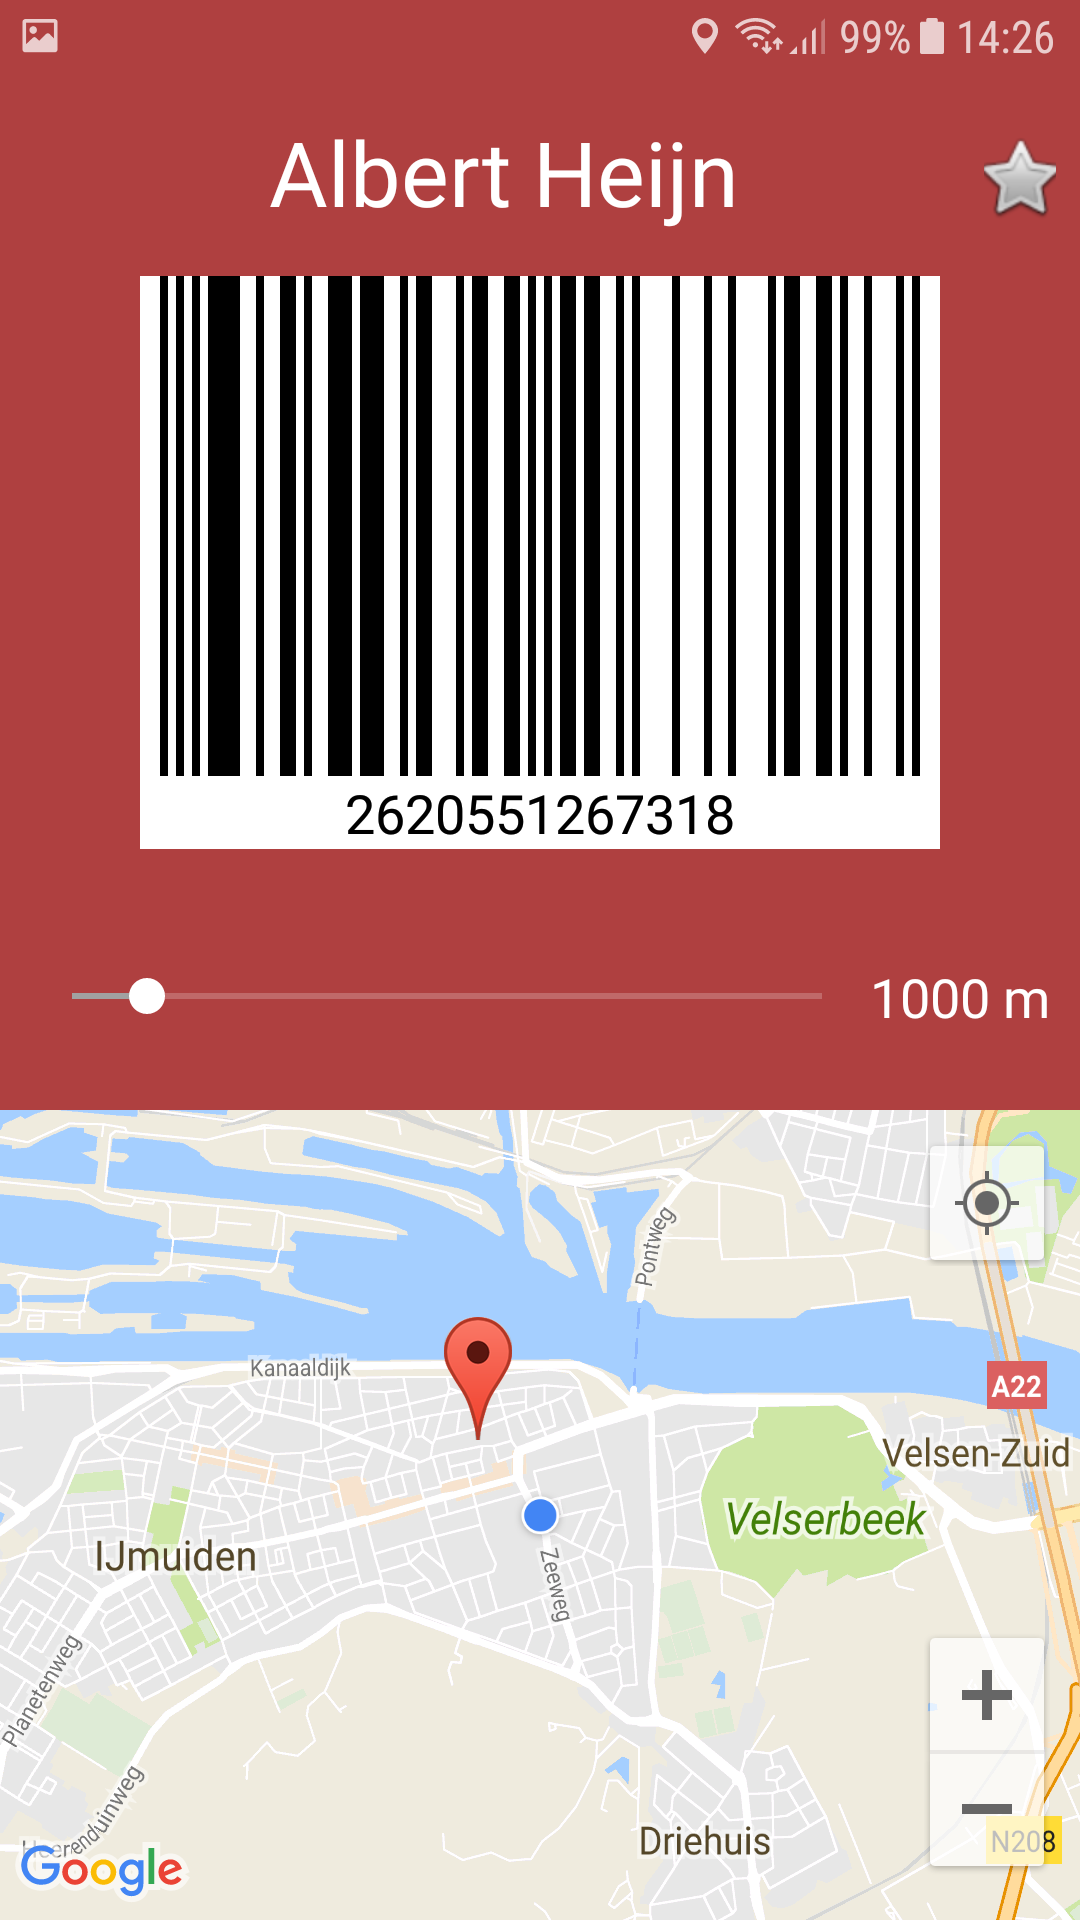 99% 14:26
Albert Heijn
2620551267318
1000 m
Pontweg
Kanaaldijk
A22
Velsen-Zuid
Velserbeek
IJmuiden
Zeeweg
Planetenweg
Heerenduinweg
Driehuis
N208
Google